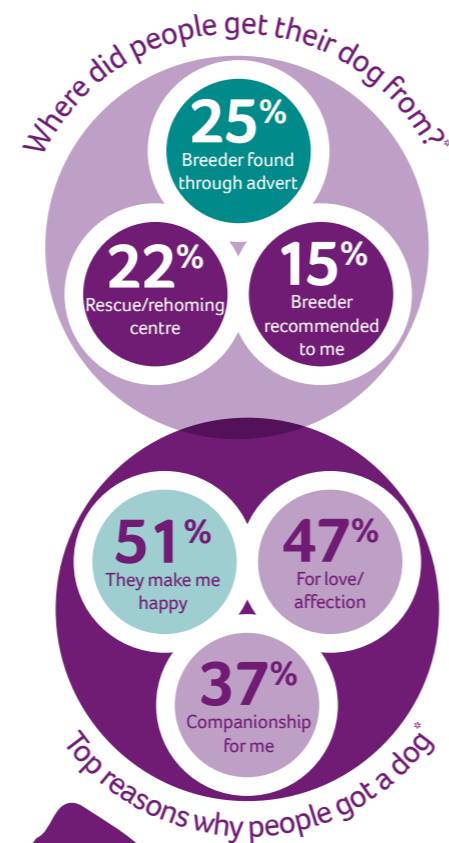 Where did people get their dog from?*
25%
Breeder found
through advert
22%
Rescue/rehoming
centre
15%
Breeder
recommended
to me
51%
They make me
happy
47%
For love/
affection
37%
Companionship
for me
Top reasons why people got a dog*